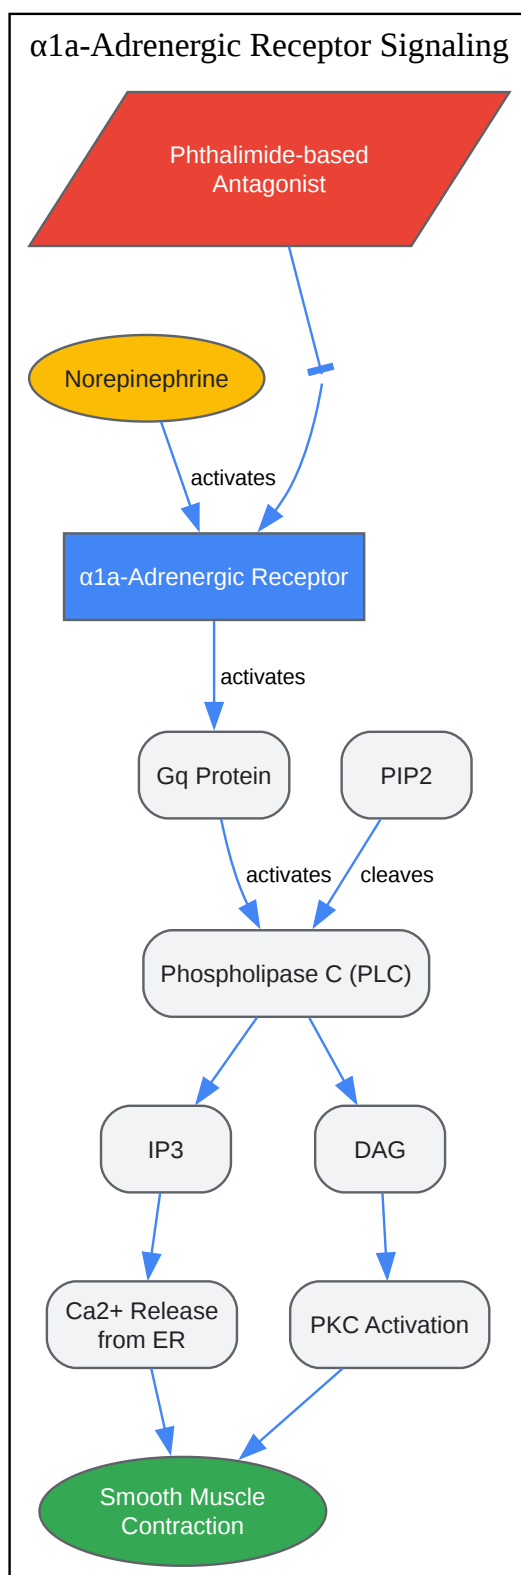 α1a-Adrenergic Receptor Signaling
Phthalimide-based
Antagonist
Norepinephrine
activates
α1a-Adrenergic Receptor
activates
Gq Protein
PIP2
activates
cleaves
Phospholipase C (PLC)
IP3
DAG
Ca2+ Release
from ER
PKC Activation
Smooth Muscle
Contraction